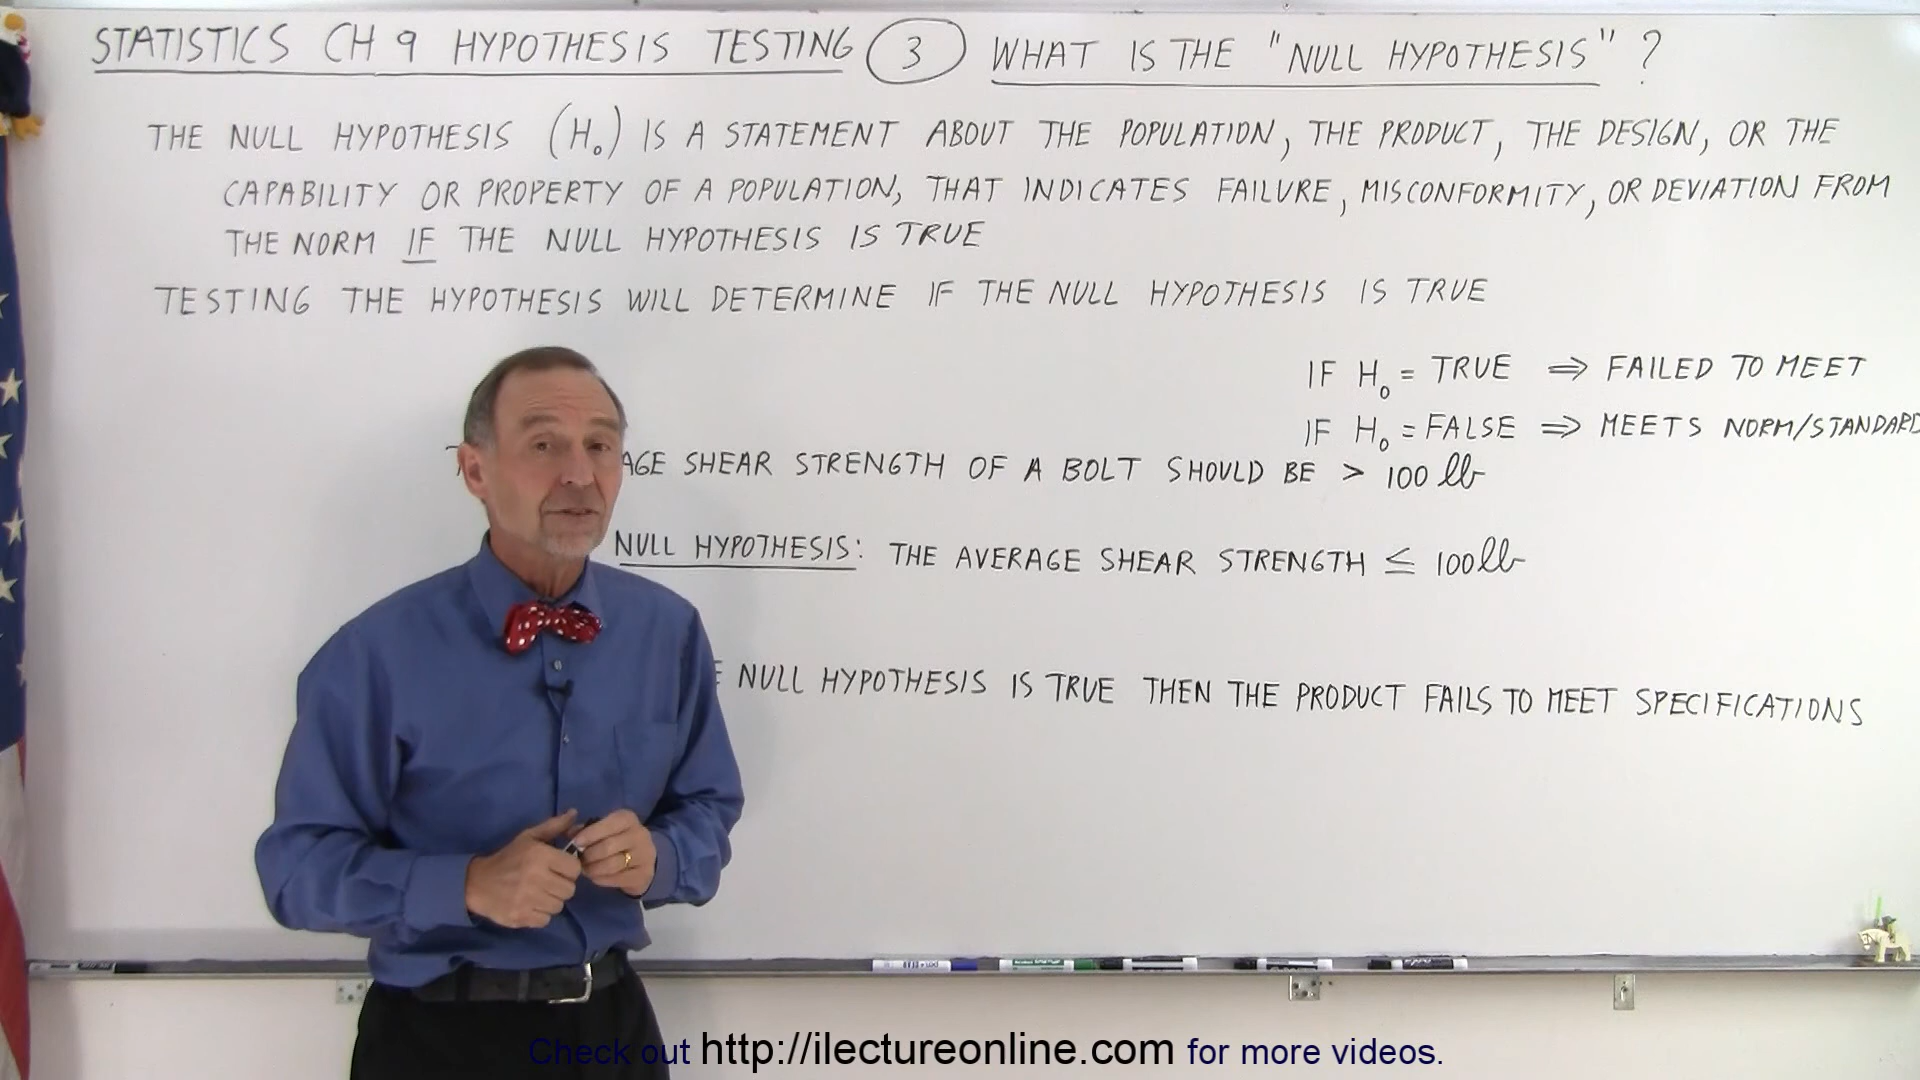 STATISTICS CH 9 HYPOTHESIS TESTING 3 WHAT IS THE "NULL HYPOTHESIS" ?
THE NULL HYPOTHESIS (H₀) IS A STATEMENT ABOUT THE POPULATION, THE PRODUCT, THE DESIGN, OR THE
CAPABILITY OR PROPERTY OF A POPULATION, THAT INDICATES FAILURE, MISCONFORMITY, OR DEVIATION FROM
THE NORM IF THE NULL HYPOTHESIS IS TRUE
TESTING THE HYPOTHESIS WILL DETERMINE IF THE NULL HYPOTHESIS IS TRUE
IF H₀ = TRUE ⇒ FAILED TO MEET
IF H₀ = FALSE ⇒ MEETS NORM/STANDARD
AGE SHEAR STRENGTH OF A BOLT SHOULD BE > 100 lb
NULL HYPOTHESIS: THE AVERAGE SHEAR STRENGTH ≤ 100 lb
E NULL HYPOTHESIS IS TRUE THEN THE PRODUCT FAILS TO MEET SPECIFICATIONS
Check out http://ilectureonline.com for more videos.